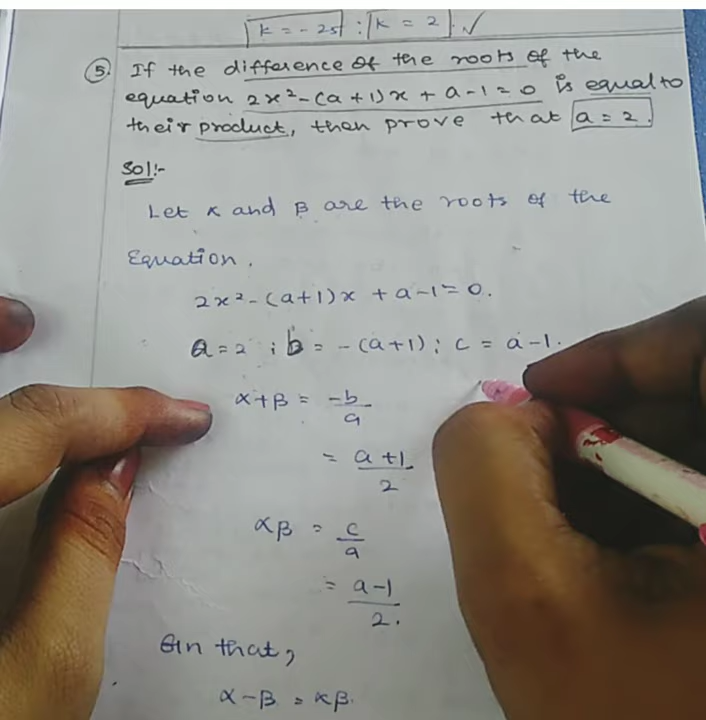 k = -25 : k = 2 ✓
⑤. If the difference of the roots of the
equation 2x² - (a+1)x + a - 1 = 0 is equal to
their product, then prove that a = 2.
Sol:-
Let α and β are the roots of the
Equation.
2x² - (a+1)x + a-1 = 0.
a = 2 ; b = -(a+1) ; c = a-1.
α+β = -b/a
= a+1/2
αβ = c/a
= a-1/2.
Gn that,
α-β = αβ.